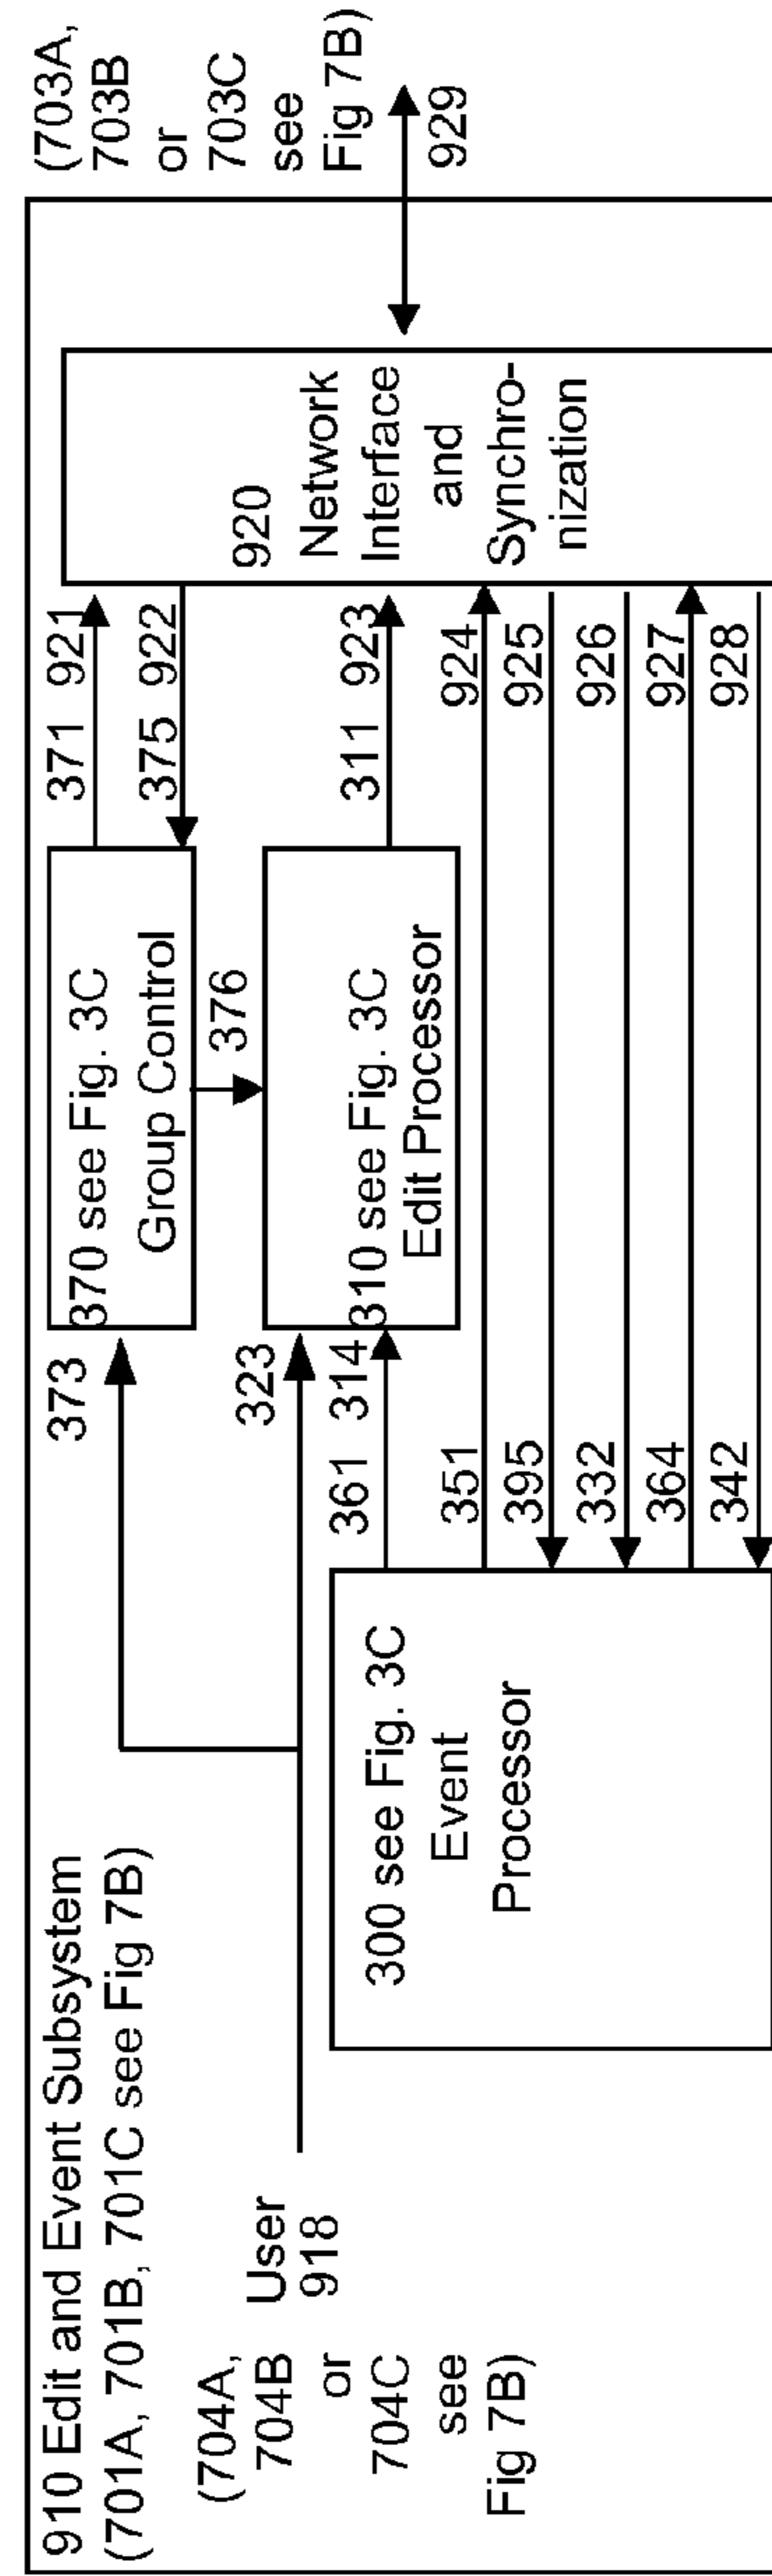 910 Edit and Event Subsystem
(701A, 701B, 701C see Fig 7B)
(704A,
704B
or
704C
see
Fig 7B)
User
918
373
323
361 314
300 see Fig. 3C
Event
Processor
351
395
332
364
342
370 see Fig. 3C
Group Control
376
310 see Fig. 3C
Edit Processor
371 921
375 922
311 923
924
925
926
927
928
920
Network
Interface
and
Synchro-
nization
(703A,
703B
or
703C
see
Fig 7B)
929